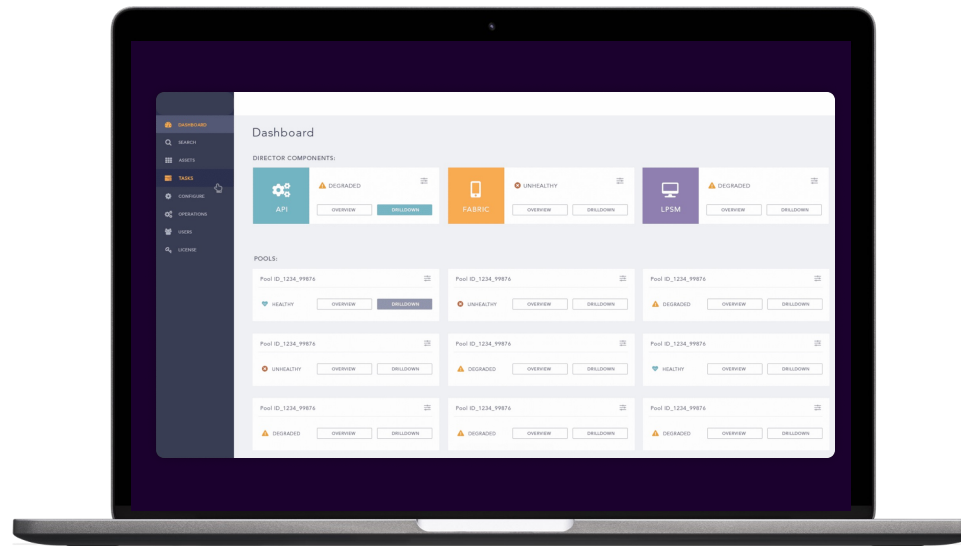 DASHBOARD
SEARCH
ASSETS
TASKS
CONFIGURE
OPERATIONS
USERS
LICENSE
Dashboard
DIRECTOR COMPONENTS:
API
DEGRADED
OVERVIEW DRILLDOWN
FABRIC
UNHEALTHY
OVERVIEW DRILLDOWN
LPSM
DEGRADED
OVERVIEW DRILLDOWN
POOLS:
Pool ID_1234_99876
HEALTHY OVERVIEW DRILLDOWN
Pool ID_1234_99876
UNHEALTHY OVERVIEW DRILLDOWN
Pool ID_1234_99876
DEGRADED OVERVIEW DRILLDOWN
Pool ID_1234_99876
UNHEALTHY OVERVIEW DRILLDOWN
Pool ID_1234_99876
DEGRADED OVERVIEW DRILLDOWN
Pool ID_1234_99876
HEALTHY OVERVIEW DRILLDOWN
Pool ID_1234_99876
DEGRADED OVERVIEW DRILLDOWN
Pool ID_1234_99876
DEGRADED OVERVIEW DRILLDOWN
Pool ID_1234_99876
DEGRADED OVERVIEW DRILLDOWN